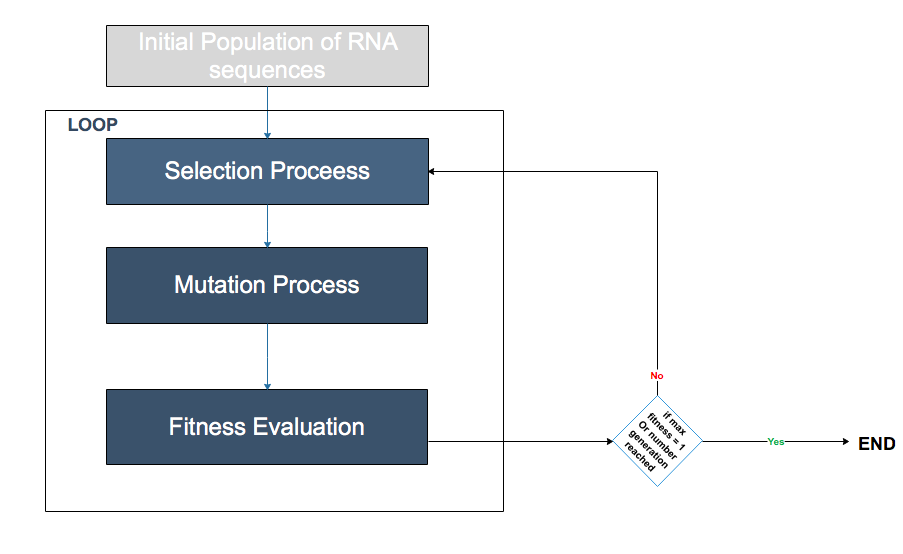 Initial Population of RNA
sequences
LOOP
Selection Proceess
Mutation Process
Fitness Evaluation
No
if max
fitness = 1
Or number
generation
reached
Yes
END